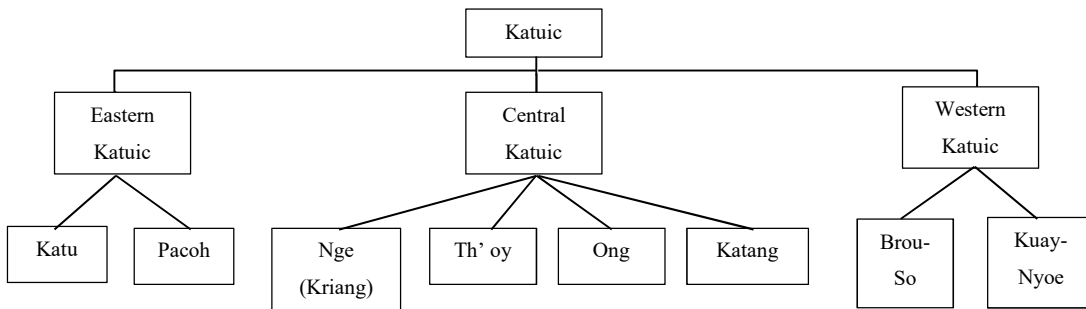 Katuic
Eastern
Katuic
Central
Katuic
Western
Katuic
Katu
Pacoh
Nge
(Kriang)
Th’ oy
Ong
Katang
Brou-
So
Kuay-
Nyoe